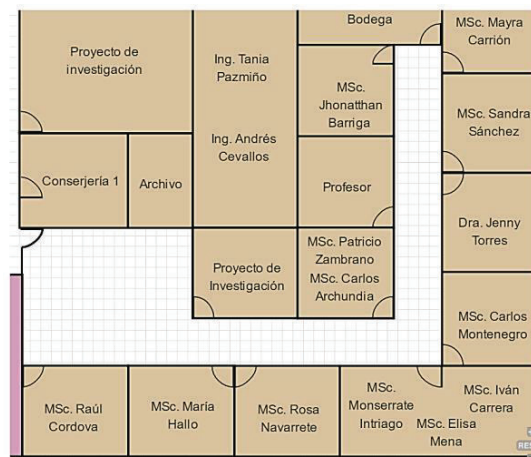 Bodega
MSc. Mayra
Carrión
Proyecto de
investigación
Ing. Tania
Pazmiño
MSc.
Jhonatthan
Barriga
MSc. Sandra
Sánchez
Ing. Andrés
Cevallos
Conserjería 1
Archivo
Profesor
Dra. Jenny
Torres
Proyecto de
Investigación
MSc. Patricio
Zambrano
MSc. Carlos
Archundia
MSc. Carlos
Montenegro
MSc. Raúl
Cordova
MSc. María
Hallo
MSc. Rosa
Navarrete
MSc.
Monserrate
Intriago
MSc. Iván
Carrera
MSc. Elisa
Mena